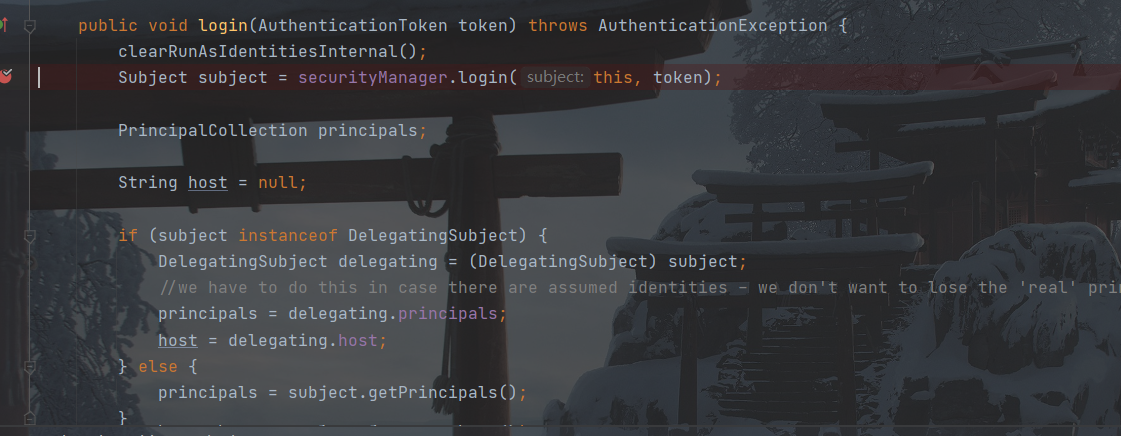 public void login(AuthenticationToken token) throws AuthenticationException {
clearRunAsIdentitiesInternal();
Subject subject = securityManager.login( subject: this, token);
PrincipalCollection principals;
String host = null;
if (subject instanceof DelegatingSubject) {
DelegatingSubject delegating = (DelegatingSubject) subject;
//we have to do this in case there are assumed identities - we don't want to lose the 'real' pri
principals = delegating.principals;
host = delegating.host;
} else {
principals = subject.getPrincipals();
}